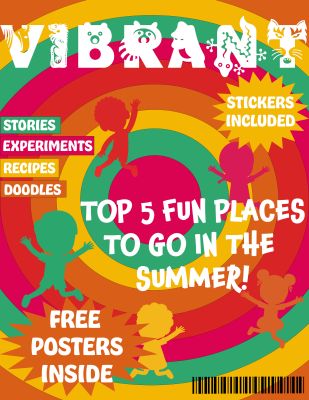 VIBRANT
STICKERS
INCLUDED
STORIES
EXPERIMENTS
RECIPES
DOODLES
TOP 5 FUN PLACES
TO GO IN THE
SUMMER!
FREE
POSTERS
INSIDE